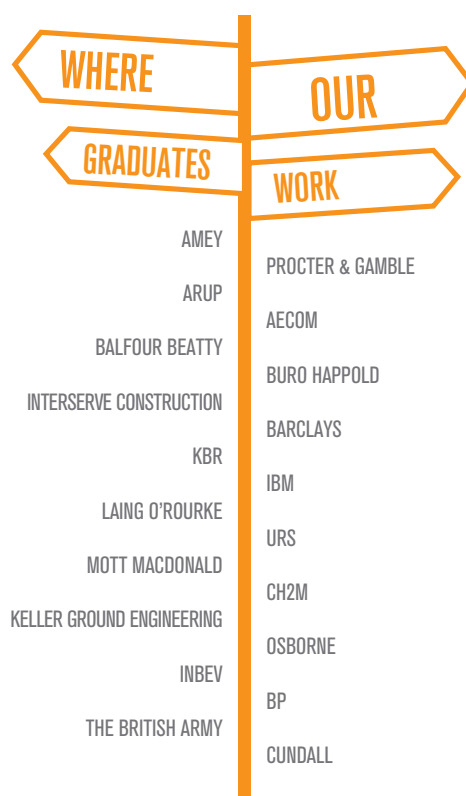 WHERE
OUR
GRADUATES
WORK
AMEY
PROCTER & GAMBLE
ARUP
AECOM
BALFOUR BEATTY
BURO HAPPOLD
INTERSERVE CONSTRUCTION
BARCLAYS
KBR
IBM
LAING O'ROURKE
URS
MOTT MACDONALD
CH2M
KELLER GROUND ENGINEERING
OSBORNE
INBEV
BP
THE BRITISH ARMY
CUNDALL